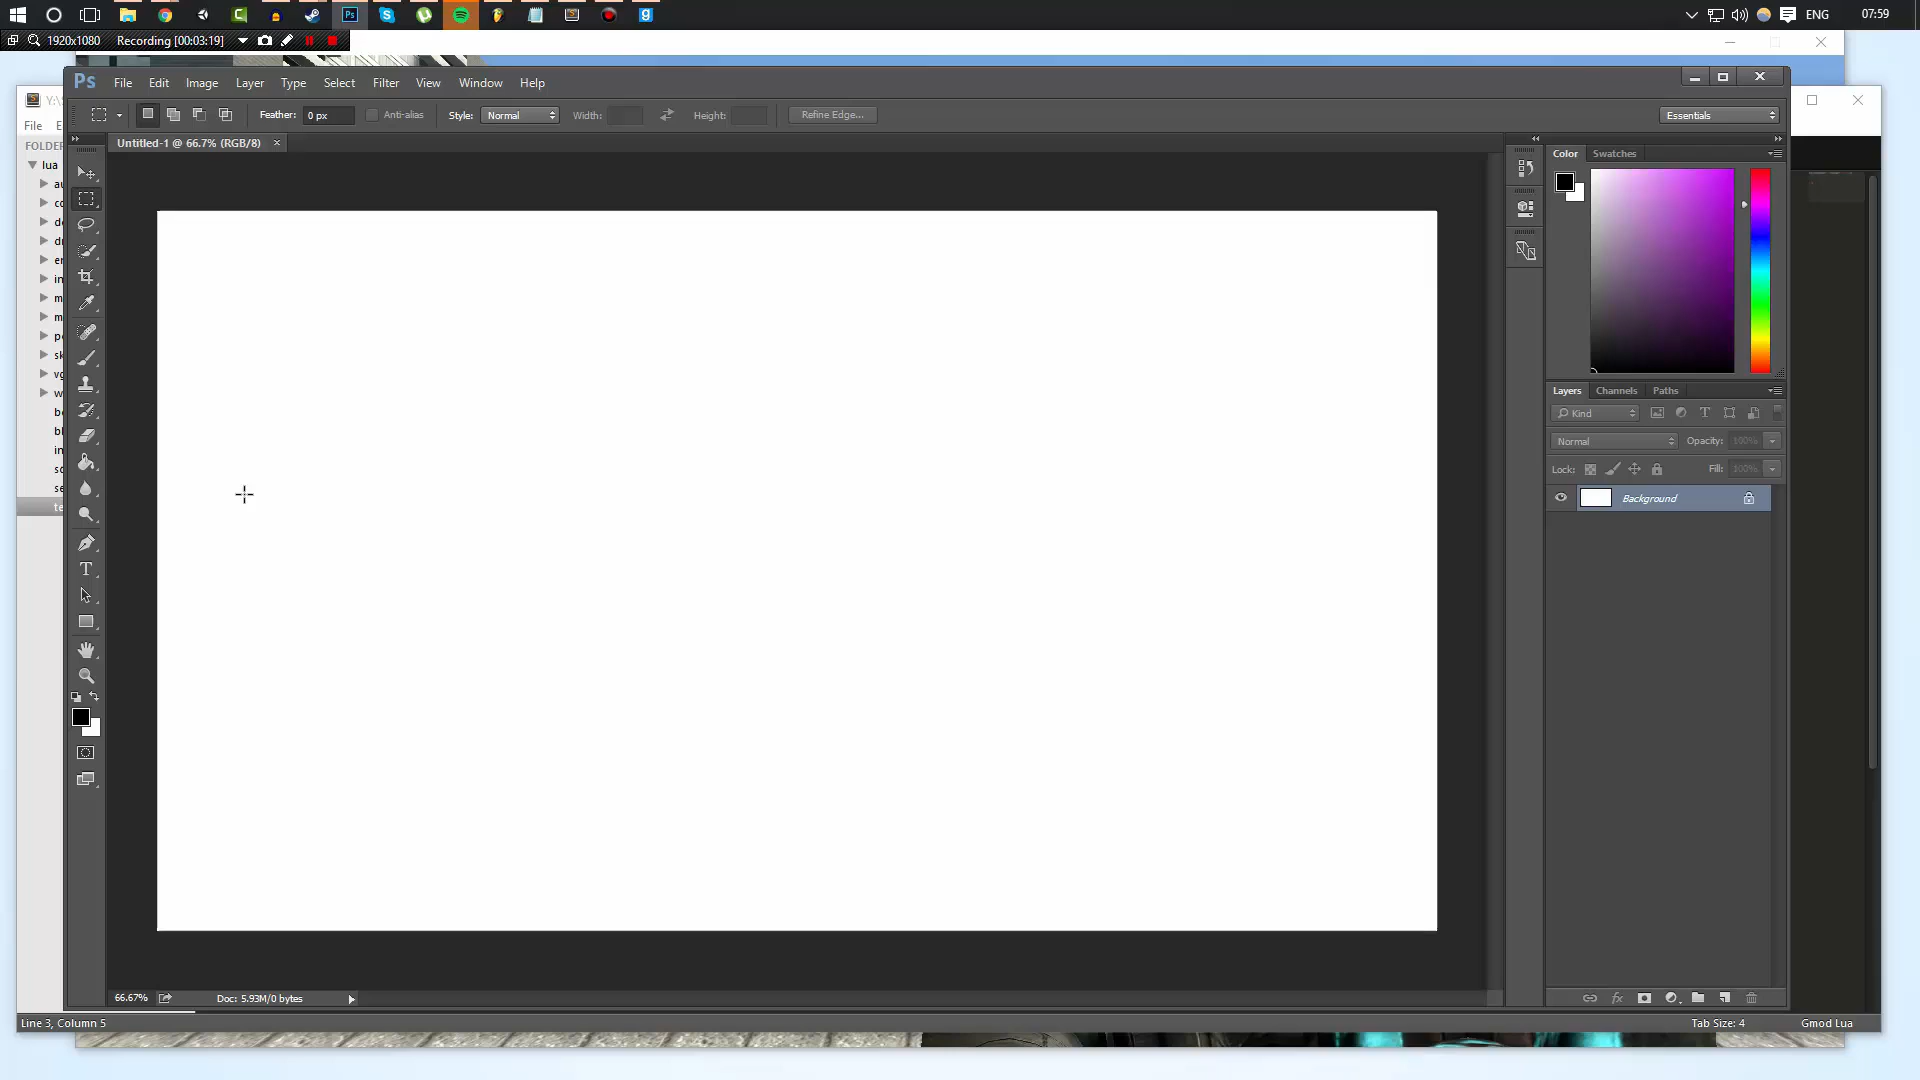 ENG
07:59
1920x1080
Recording [00:03:19]
Ps
File Edit Image Layer Type Select Filter View Window Help
Feather: 0 px
Anti-alias
Style: Normal
Width:
Height:
Refine Edge...
Essentials
Untitled-1 @ 66.7% (RGB/8)
File
lua
Color Swatches
Layers Channels Paths
Kind
Normal
Opacity: 100%
Lock:
Fill: 100%
Background
66.67%
Doc: 5.93M/0 bytes
Line 3, Column 5
Tab Size: 4
Gmod Lua